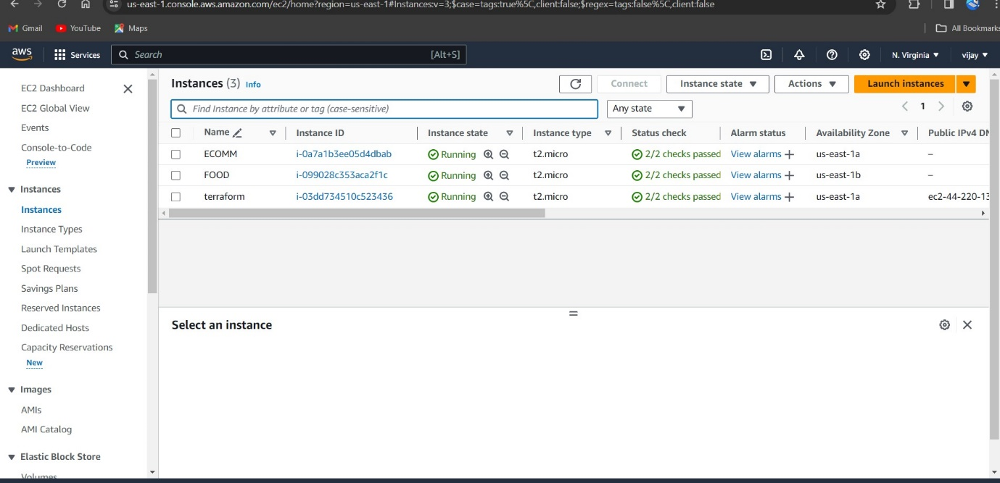 us-east-1.console.aws.amazon.com/ec2/home?region=us-east-1#Instances:v=3;$case=tags:true%5C,client:false;$regex=tags:false%5C,client:false
Gmail YouTube Maps All Bookmarks
aws Services Search [Alt+S] N. Virginia vijay
EC2 Dashboard
EC2 Global View
Events
Console-to-Code
Preview
Instances
Instances
Instance Types
Launch Templates
Spot Requests
Savings Plans
Reserved Instances
Dedicated Hosts
Capacity Reservations
New
Images
AMIs
AMI Catalog
Elastic Block Store
Volumes
Instances (3) Info Connect Instance state Actions Launch instances
Find Instance by attribute or tag (case-sensitive) Any state 1
Name Instance ID Instance state Instance type Status check Alarm status Availability Zone Public IPv4 DN
ECOMM i-0a7a1b3ee05d4dbab Running t2.micro 2/2 checks passed View alarms + us-east-1a –
FOOD i-099028c353aca2f1c Running t2.micro 2/2 checks passed View alarms + us-east-1b –
terraform i-03dd734510c523436 Running t2.micro 2/2 checks passed View alarms + us-east-1a ec2-44-220-13
Select an instance